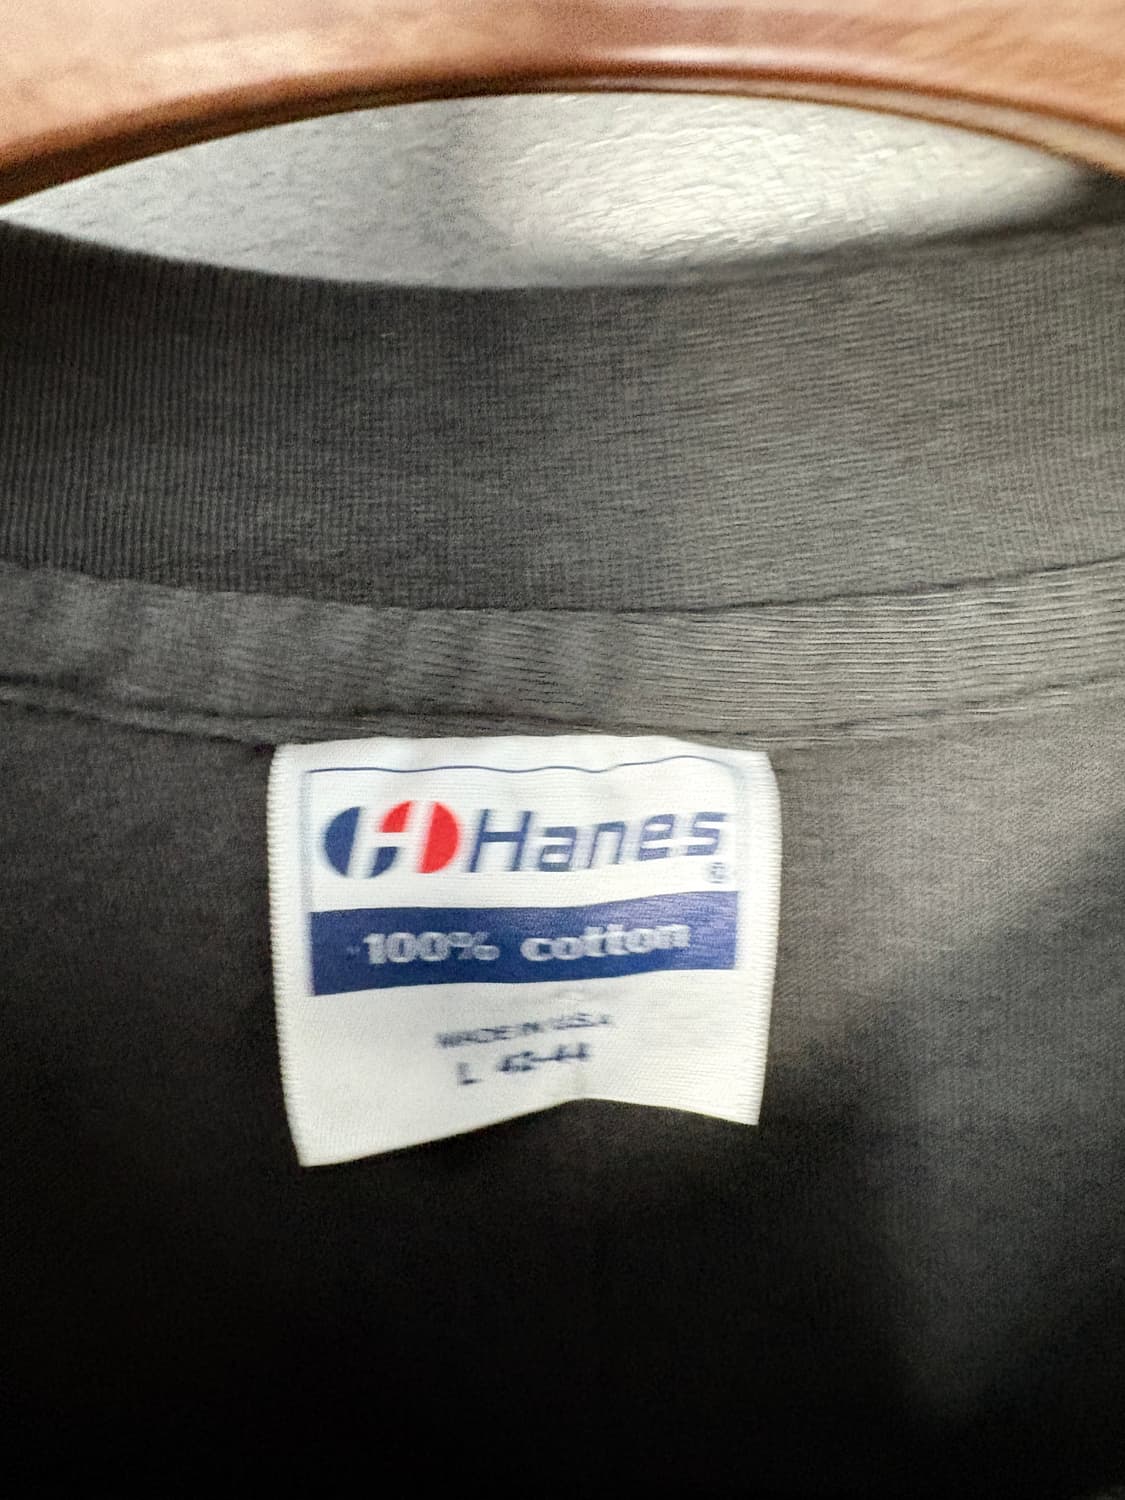 Hanes®
100% cotton
MADE IN U.S.A
L 42-44